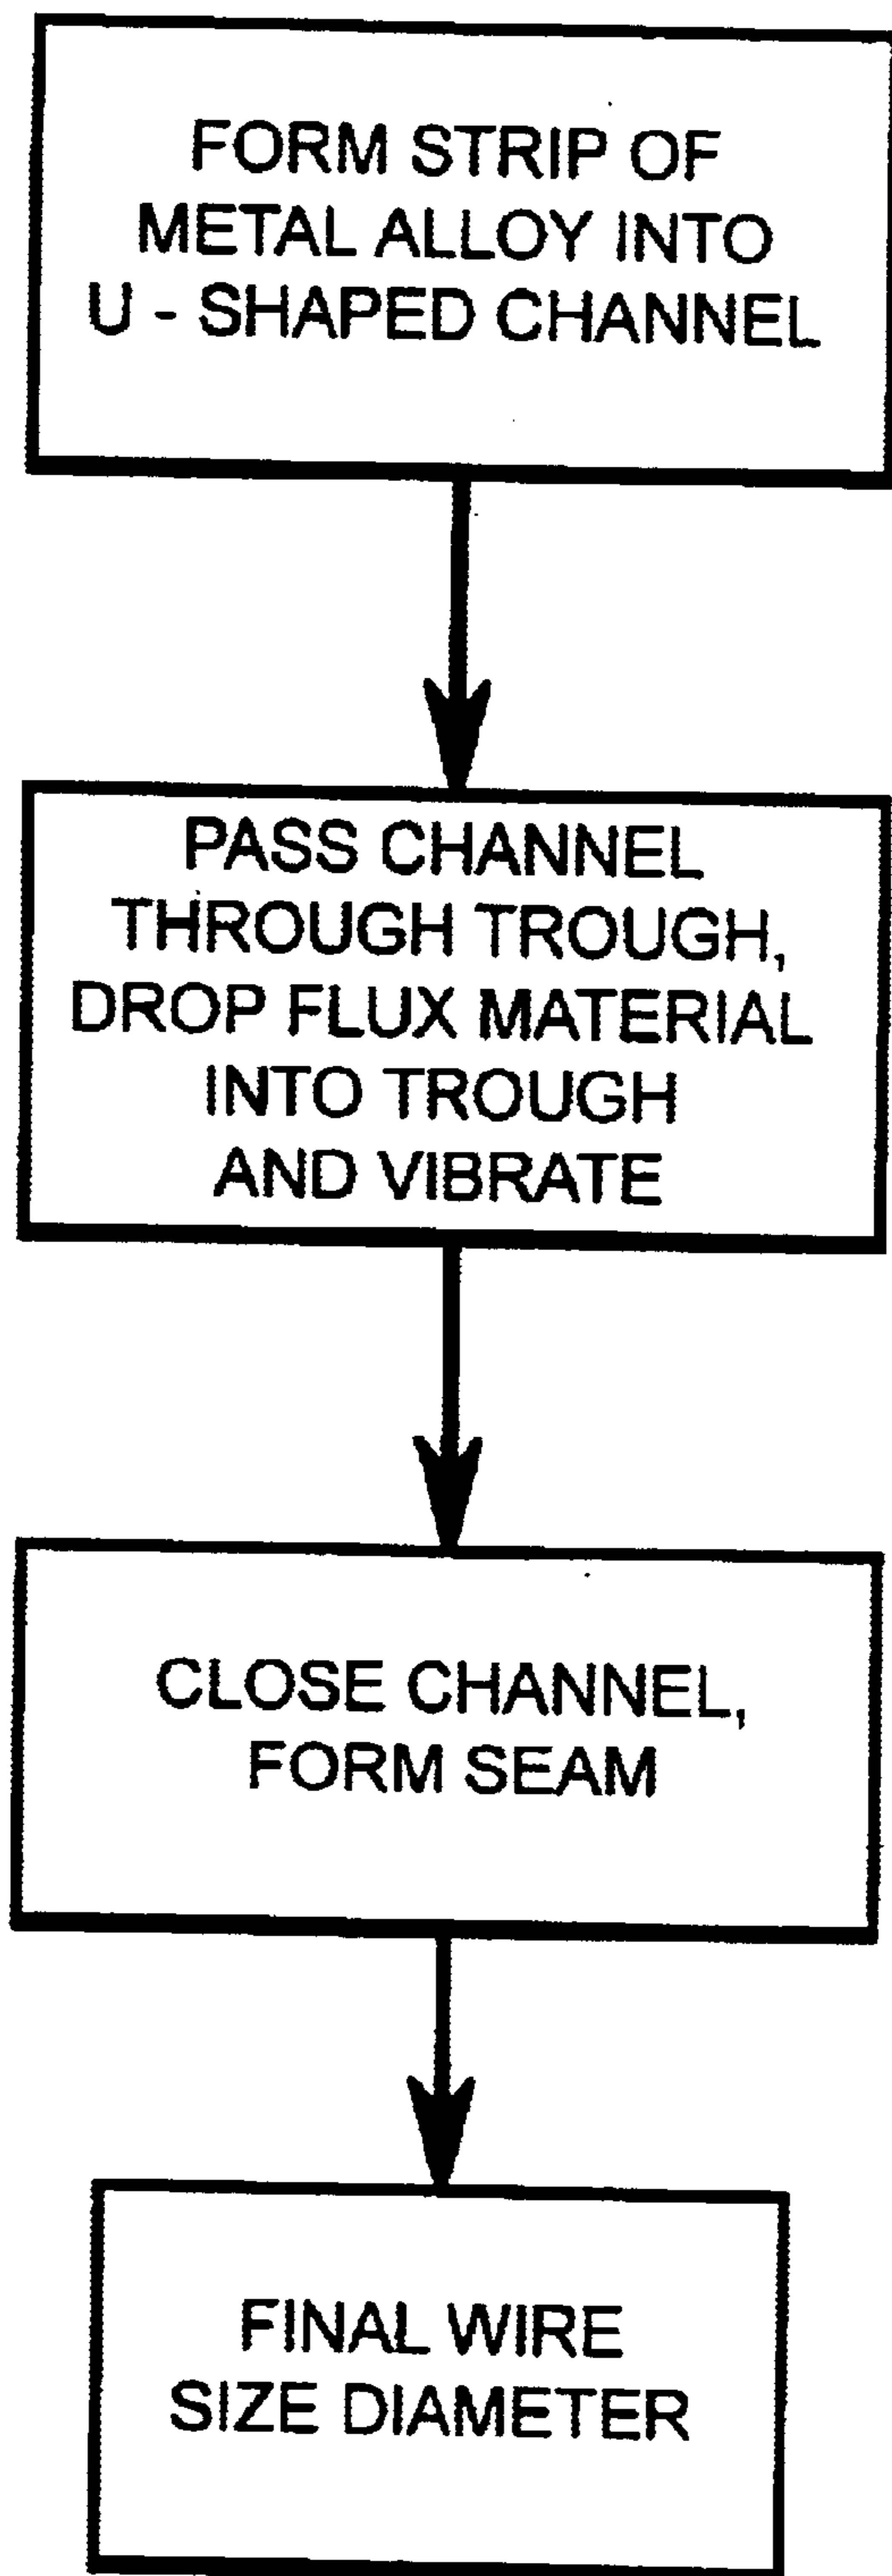 FORM STRIP OF
METAL ALLOY INTO
U - SHAPED CHANNEL
PASS CHANNEL
THROUGH TROUGH,
DROP FLUX MATERIAL
INTO TROUGH
AND VIBRATE
CLOSE CHANNEL,
FORM SEAM
FINAL WIRE
SIZE DIAMETER